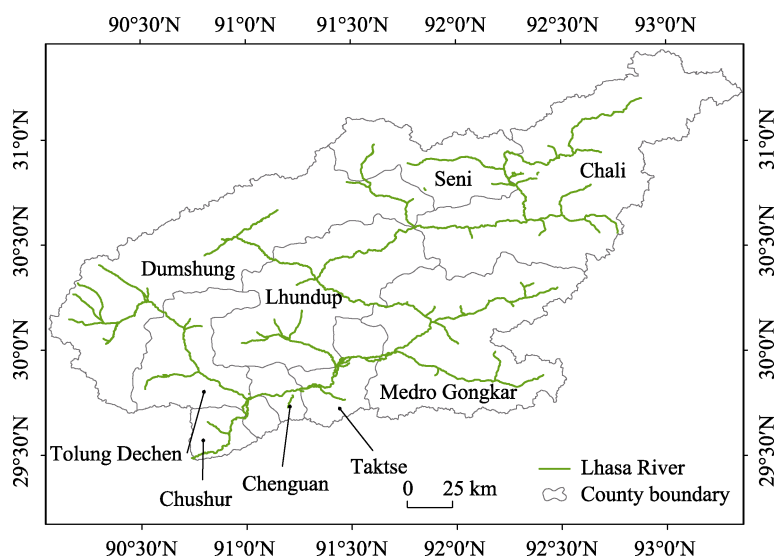 90°30′E 91°0′E 91°30′E 92°0′E 92°30′E 93°0′E
31°0′N 31°0′N
30°30′N 30°30′N
30°0′N 30°0′N
29°30′N 29°30′N
Seni
Chali
Dumshung
Lhundup
Medro Gongkar
Tolung Dechen
Taktse
Chenguan
Chushur
Lhasa River
0 25 km
County boundary
90°30′E 91°0′E 91°30′E 92°0′E 92°30′E 93°0′E